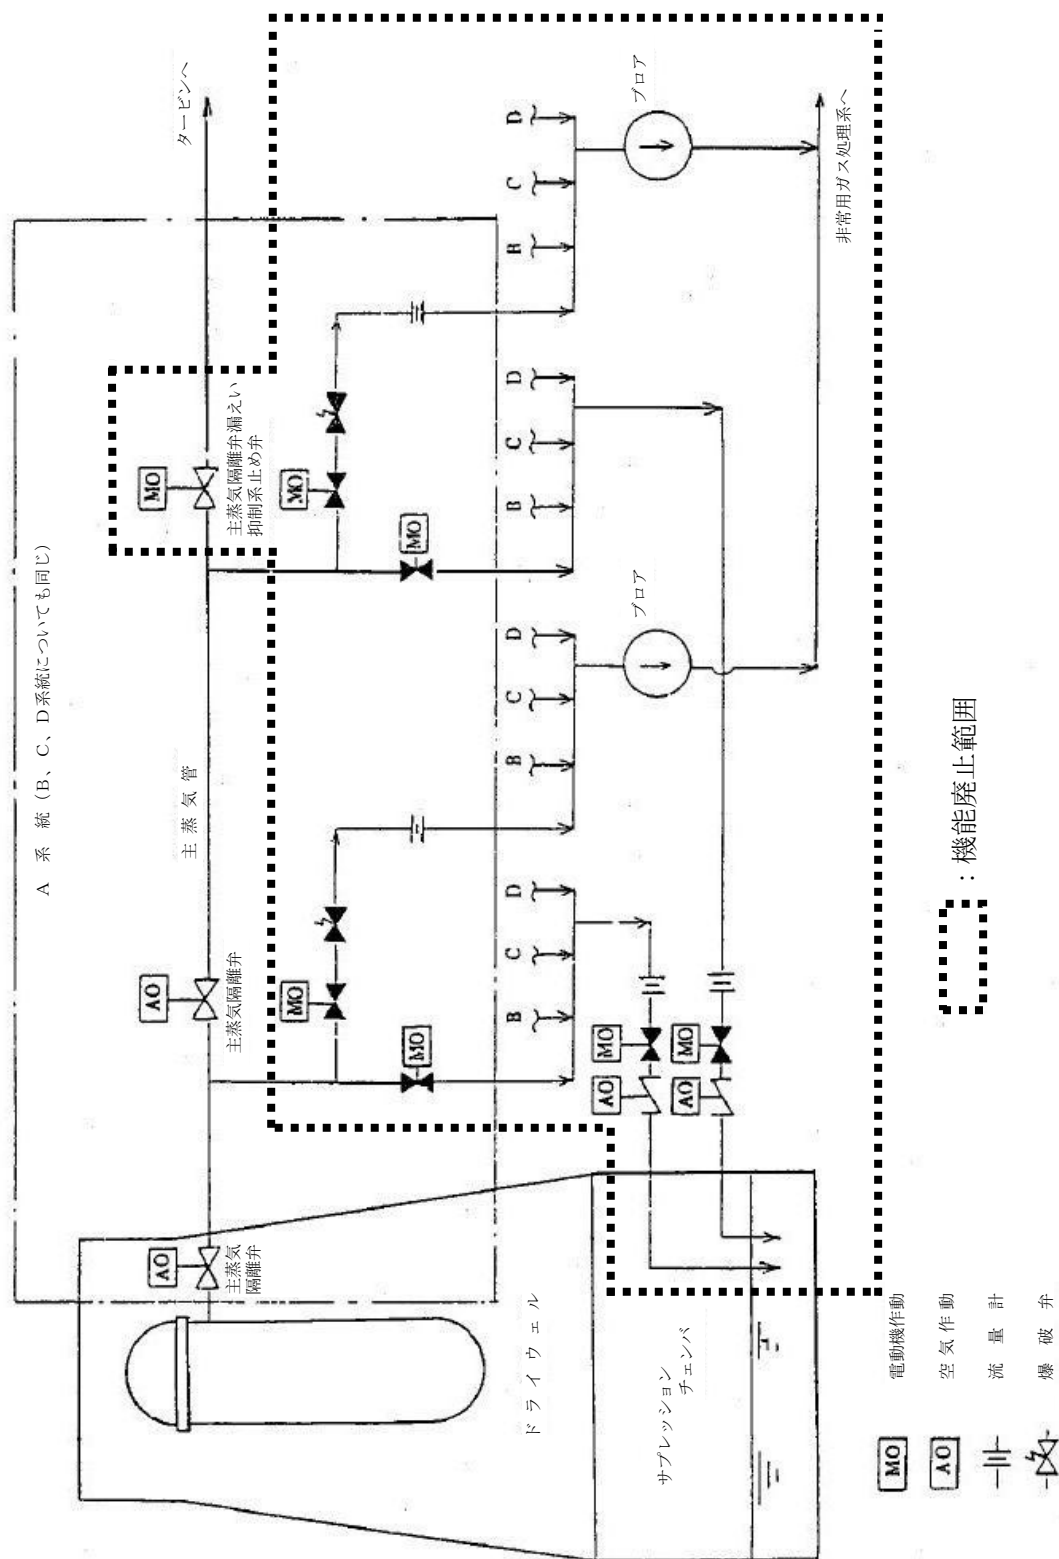 A 系 統 (B、C、D系統についても同じ)
タービンへ
主 蒸 気 管
AO
主蒸気
隔離弁
AO
主蒸気隔離弁
MO
主蒸気隔離弁漏えい
抑制系止め弁
MO
MO
MO
MO
B
C
D
B
C
D
B
C
D
B
C
D
ブロア
ブロア
MO
AO
MO
AO
非常用ガス処理系へ
ド ラ イ ウ ェ ル
サプレッション
チェンバ
MO 電動機作動
AO 空 気 作 動
流 量 計
爆 破 弁
:機能廃止範囲